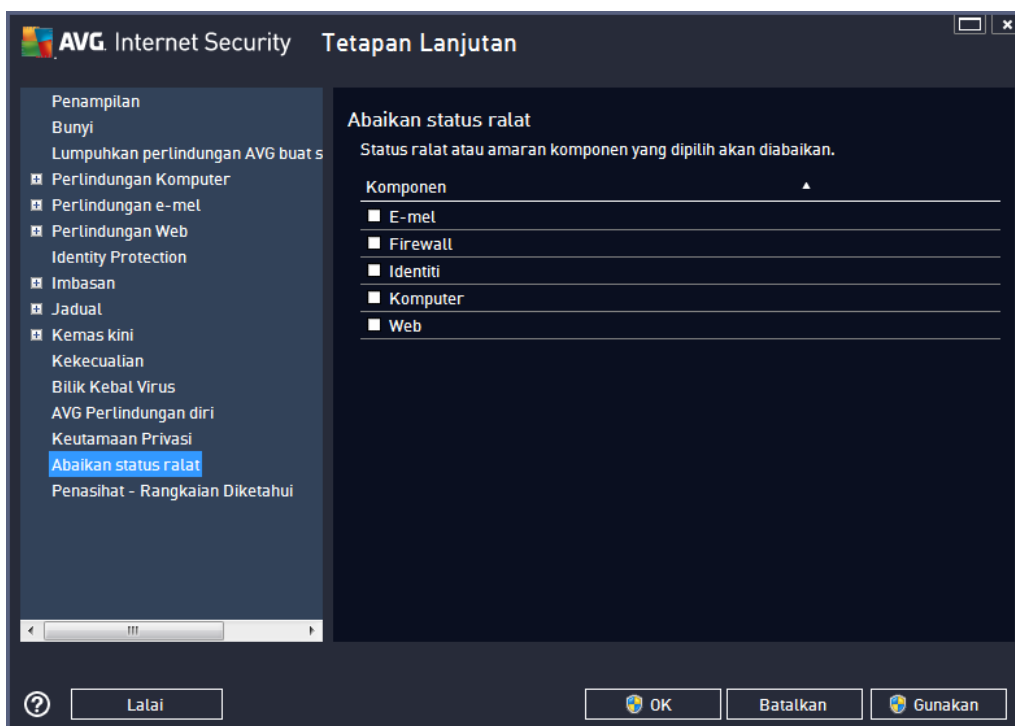 AVG. Internet Security Tetapan Lanjutan
Penampilan
Bunyi
Lumpuhkan perlindungan AVG buat s
Perlindungan Komputer
Perlindungan e-mel
Perlindungan Web
Identity Protection
Imbasan
Jadual
Kemas kini
Kekecualian
Bilik Kebal Virus
AVG Perlindungan diri
Keutamaan Privasi
Abaikan status ralat
Penasihat - Rangkaian Diketahui
Abaikan status ralat
Status ralat atau amaran komponen yang dipilih akan diabaikan.
Komponen
E-mel
Firewall
Identiti
Komputer
Web
Lalai
OK
Batalkan
Gunakan